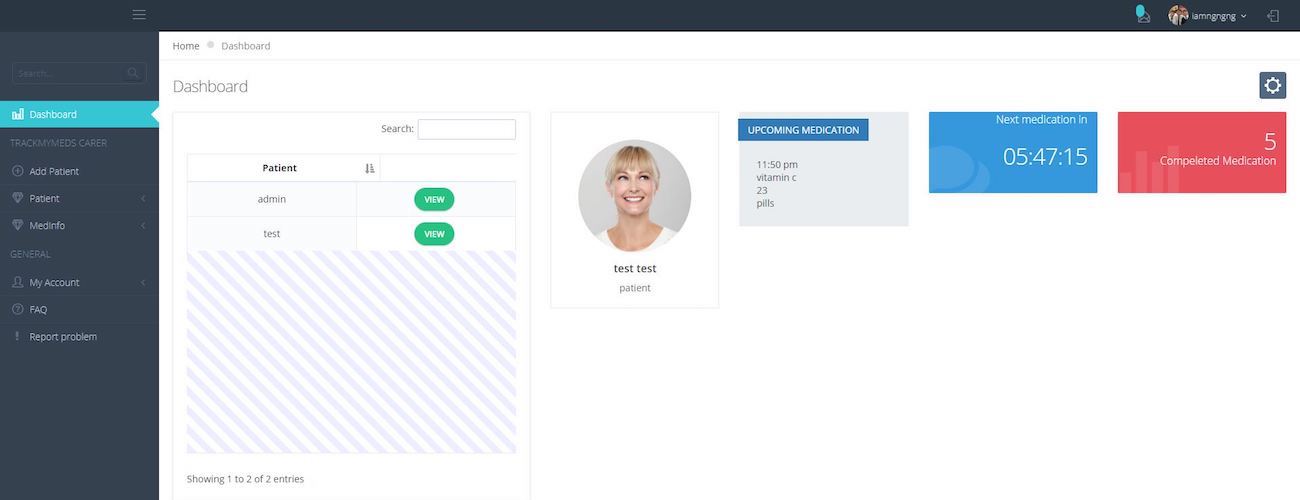 iamngngng
Home Dashboard
Search...
Dashboard
Dashboard
TRACKMYMEDS CARER
Add Patient
Patient
MedInfo
GENERAL
My Account
FAQ
Report problem
Search:
Patient
admin VIEW
test VIEW
Showing 1 to 2 of 2 entries
test test
patient
UPCOMING MEDICATION
11:50 pm
vitamin c
23
pills
Next medication in
05:47:15
5
Compeleted Medication